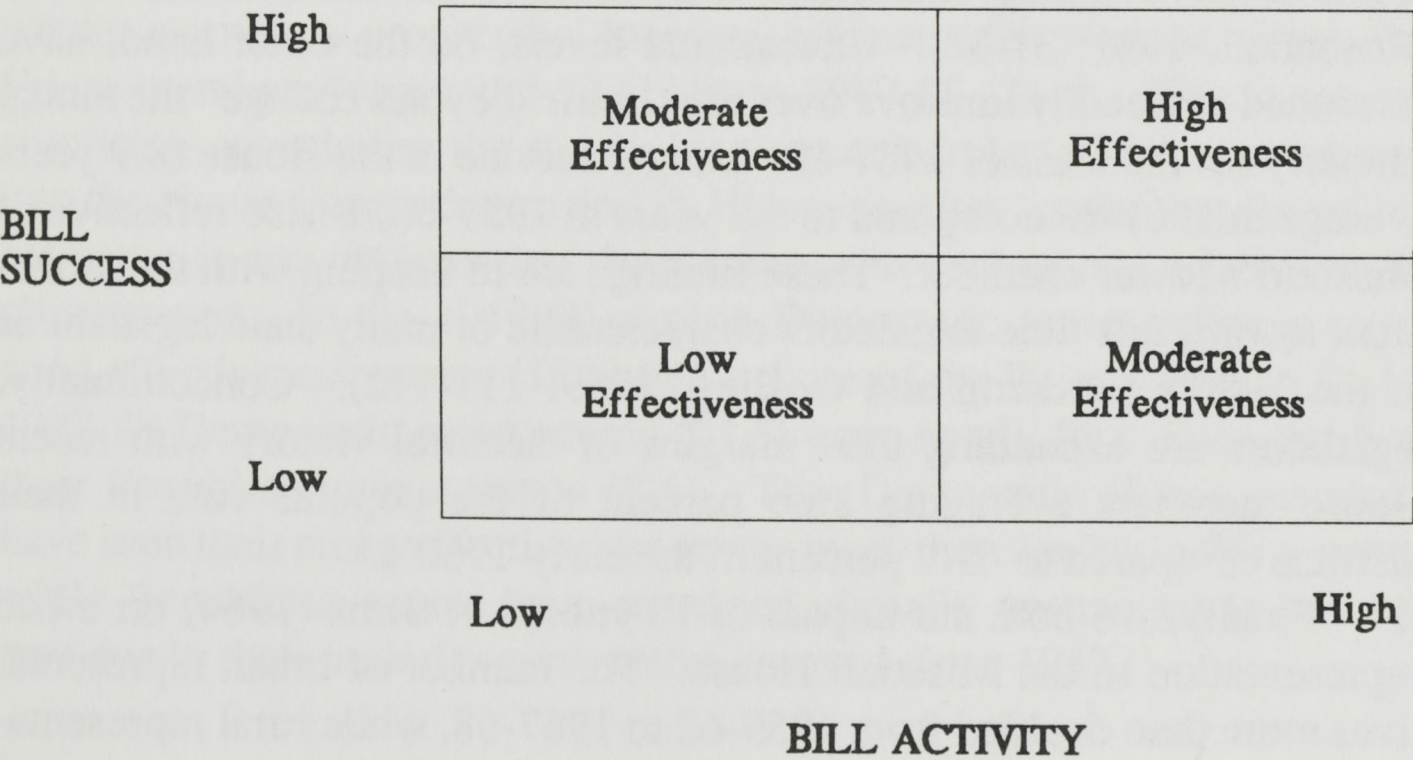 High
Moderate
Effectiveness
High
Effectiveness
BILL
SUCCESS
Low
Effectiveness
Moderate
Effectiveness
Low
Low
High
BILL ACTIVITY